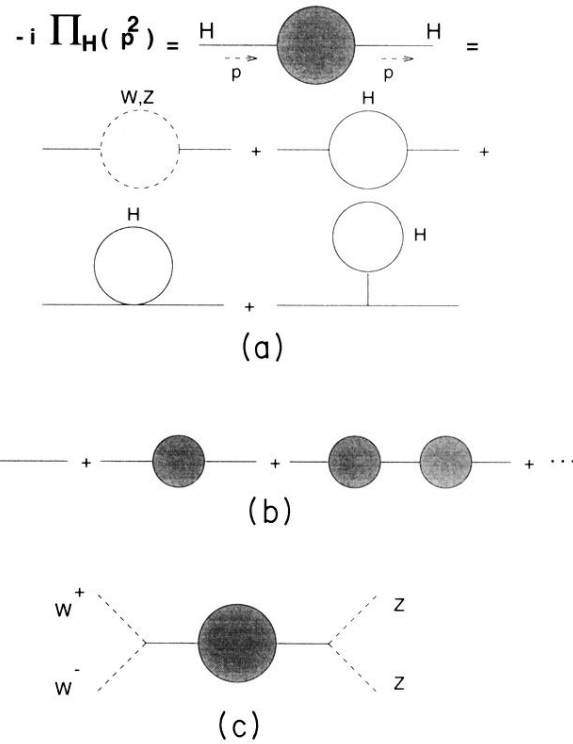 - i Π_H( p²) = H H =
p p
W,Z H
+ +
H H
+
(a)
+ + + ...
(b)
W⁺ Z
W⁻ Z
(c)